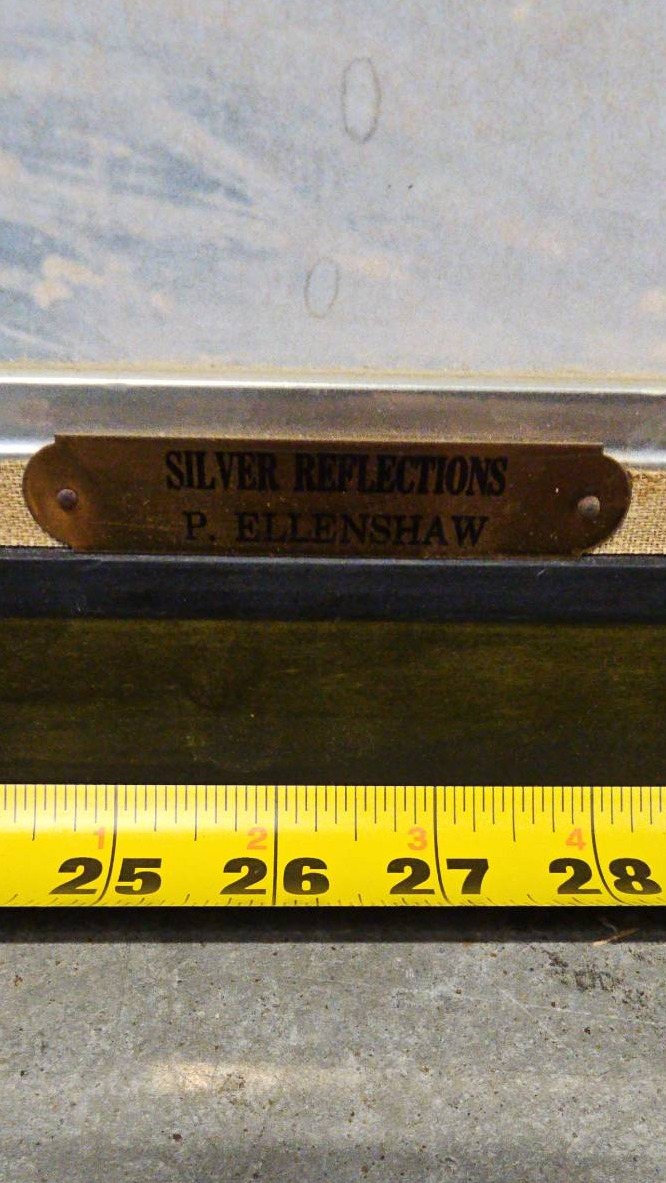 SILVER REFLECTIONS
P. ELLENSHAW
1 2 3 4
25 26 27 28